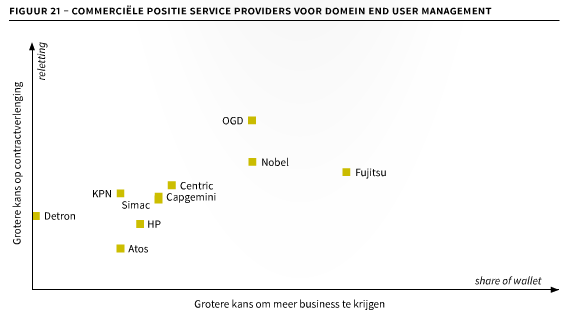 FIGUUR 21 – COMMERCIËLE POSITIE SERVICE PROVIDERS VOOR DOMEIN END USER MANAGEMENT
Grotere kans op contractverlenging
reletting
OGD
Nobel
Fujitsu
Centric
KPN
Capgemini
Simac
Detron
HP
Atos
share of wallet
Grotere kans om meer business te krijgen